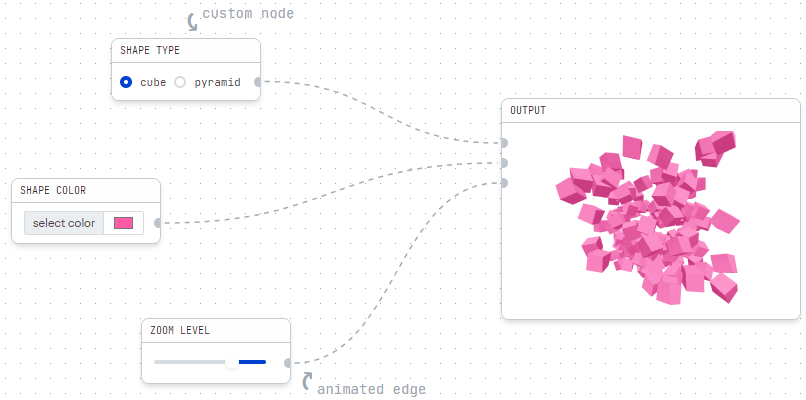 custom node
SHAPE TYPE
cube pyramid
OUTPUT
SHAPE COLOR
select color
ZOOM LEVEL
animated edge